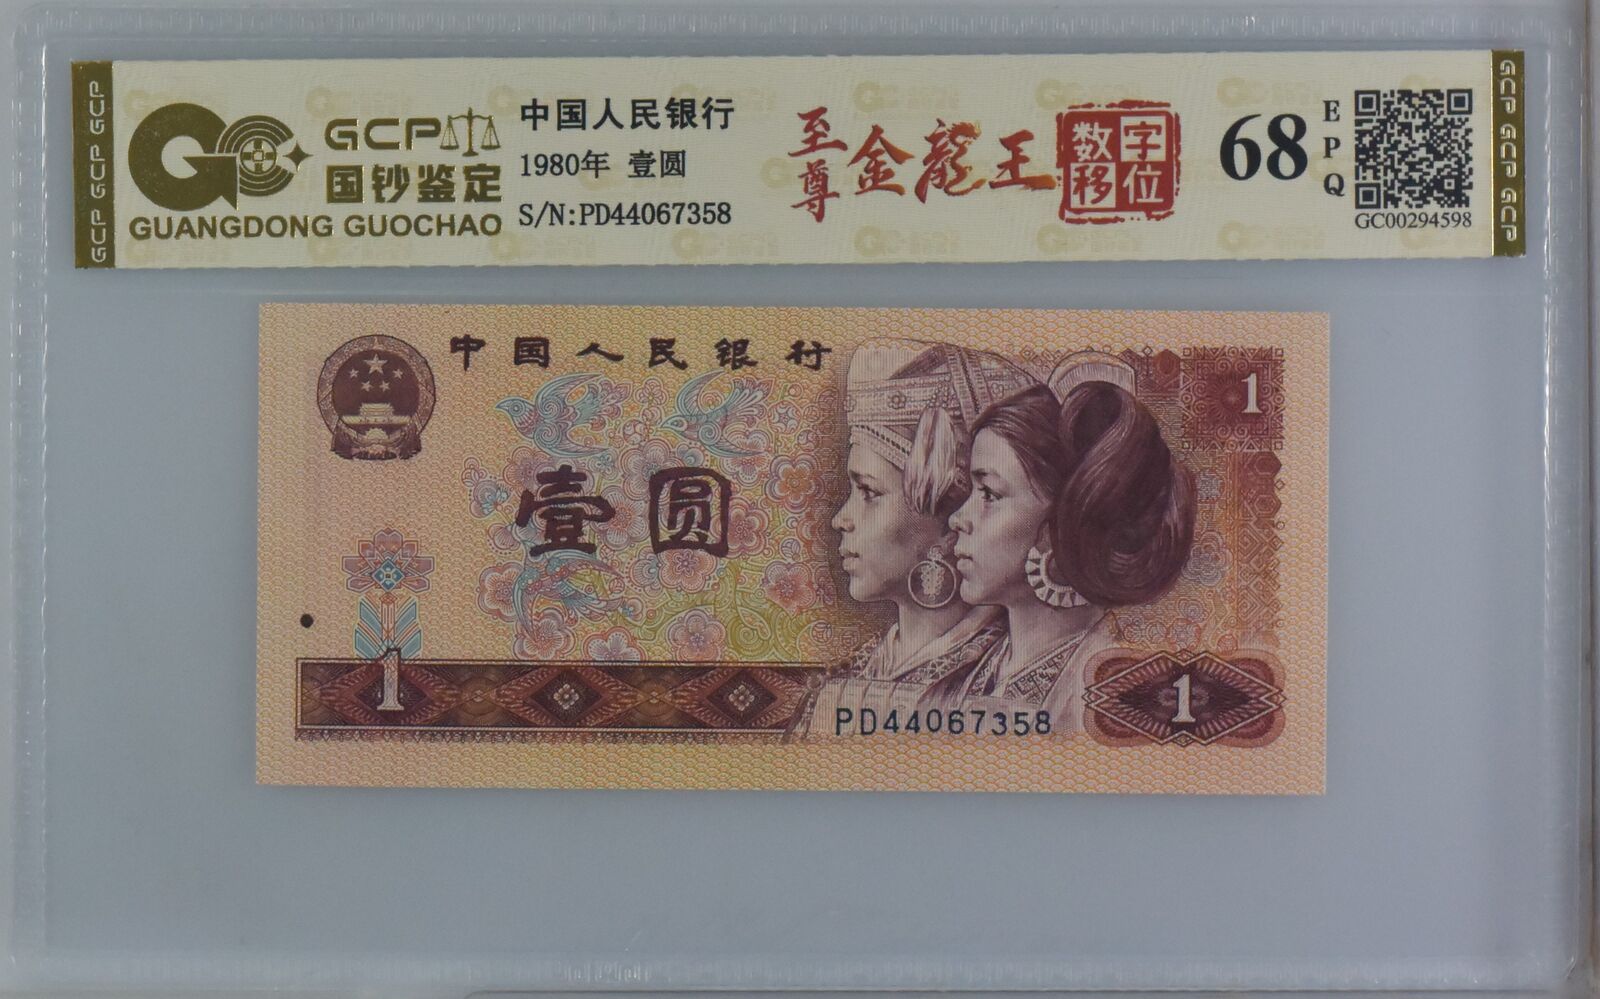 GCP GCP GCP
GCP
国钞鉴定
GUANGDONG GUOCHAO
中国人民银行
1980年 壹圆
S/N:PD44067358
至尊金龍王
数字
移位
68
EPQ
GC00294598
GCP GCP GCP
中国人民银行
1
壹圆
1
PD44067358
1